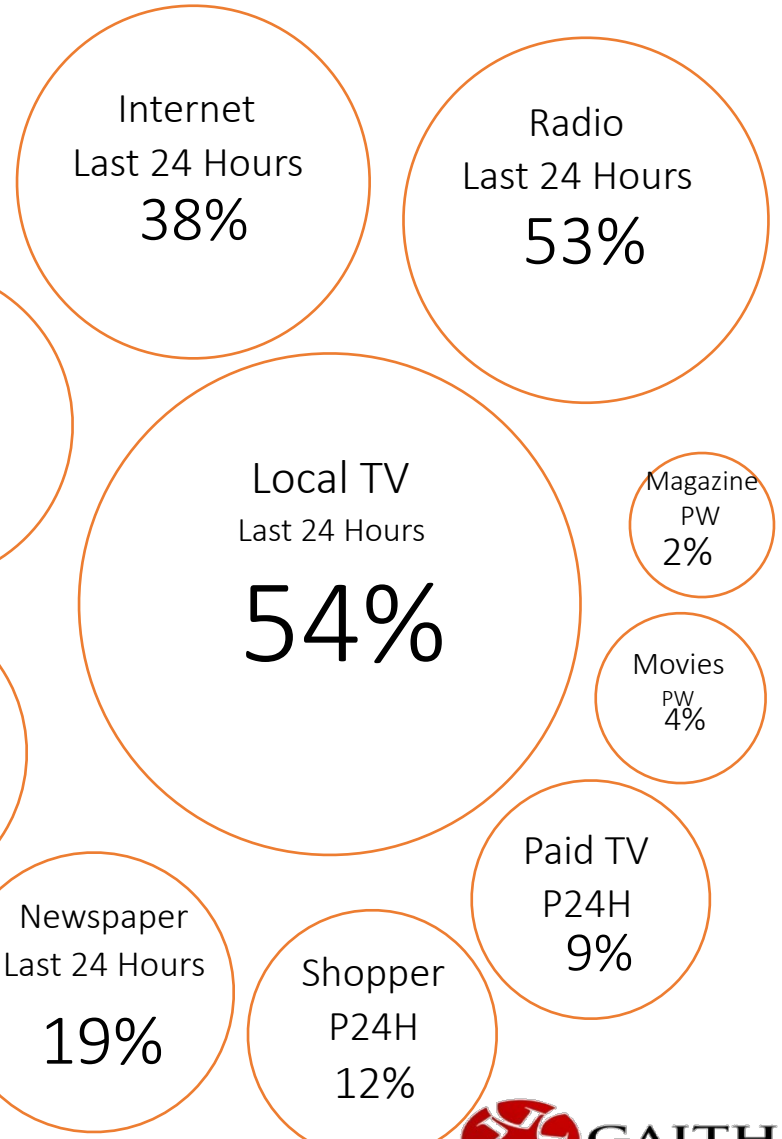 Internet
Last 24 Hours
38%
Radio
Last 24 Hours
53%
Local TV
Last 24 Hours
54%
Magazine
PW
2%
Movies
PW
4%
Paid TV
P24H
9%
Newspaper
Last 24 Hours
19%
Shopper
P24H
12%